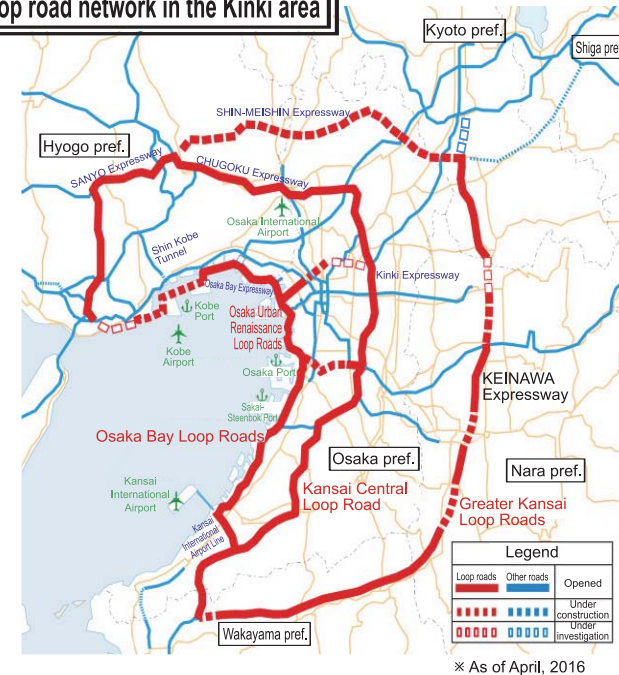 op road network in the Kinki area
Kyoto pref.
Shiga pre
SHIN-MEISHIN Expressway
Hyogo pref.
SANYO Expressway
CHUGOKU Expressway
Osaka International
Airport
Shin Kobe
Tunnel
Kinki Expressway
Osaka Bay Expressway
Kobe
Port
Osaka Urban
Renaissance
Loop Roads
Kobe
Airport
Osaka Port
KEINAWA
Expressway
Sakai-
Steenbok Port
Osaka Bay Loop Roads
Osaka pref.
Nara pref.
Kansai
International
Airport
Kansai Central
Loop Road
Greater Kansai
Loop Roads
Kansai
International
Airport Line
Legend
Loop roads
Other roads
Opened
Under
construction
Under
investigation
Wakayama pref.
※ As of April, 2016